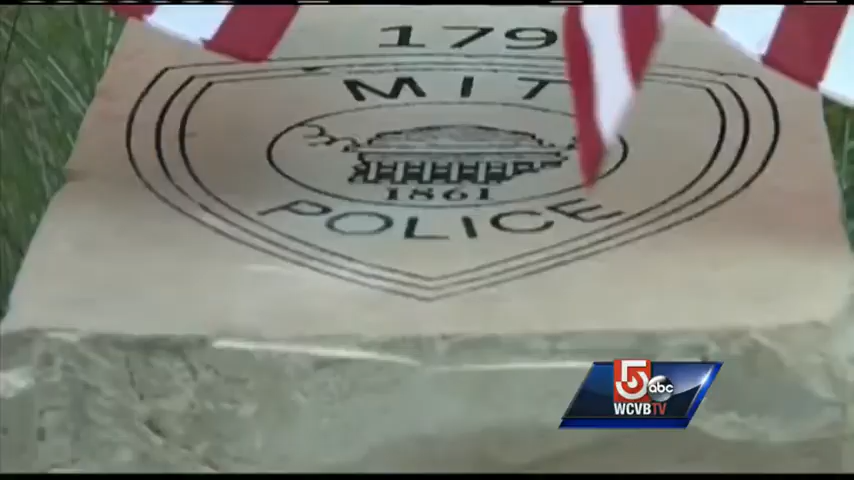 179
MIT
1861
POLICE
5 abc
WCVBTV